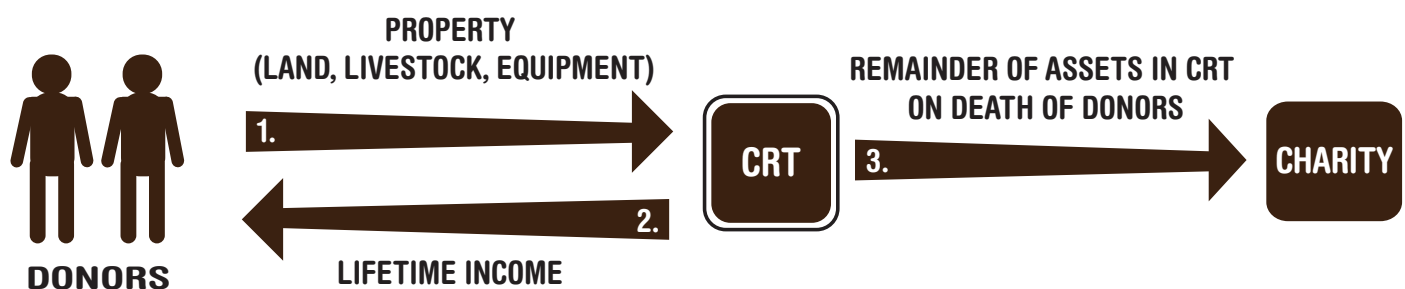 PROPERTY
(LAND, LIVESTOCK, EQUIPMENT)
1.
2.
LIFETIME INCOME
DONORS
CRT
REMAINDER OF ASSETS IN CRT
ON DEATH OF DONORS
3.
CHARITY